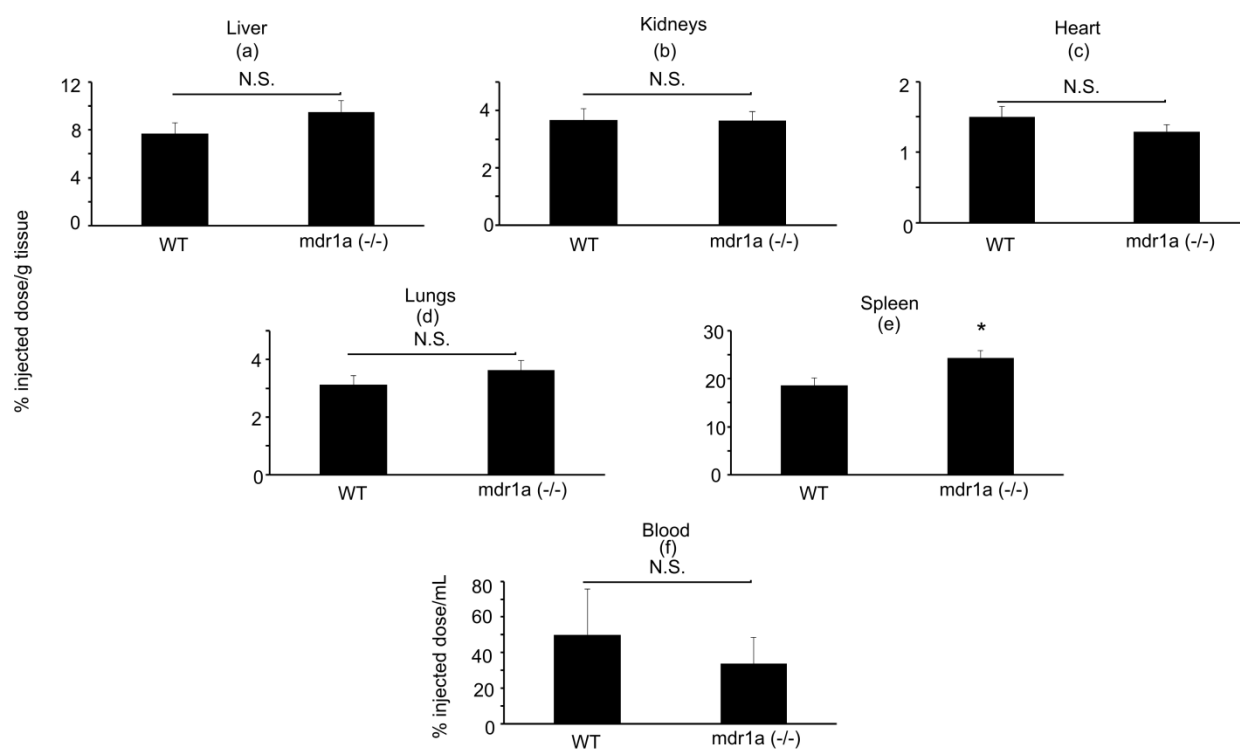 Liver
(a)
12
8
4
0
N.S.
WT
mdr1a (-/-)
Kidneys
(b)
4
2
0
N.S.
WT
mdr1a (-/-)
Heart
(c)
2
1
0
N.S.
WT
mdr1a (-/-)
% injected dose/g tissue
Lungs
(d)
4
2
0
N.S.
WT
mdr1a (-/-)
Spleen
(e)
30
20
10
0
*
WT
mdr1a (-/-)
Blood
(f)
N.S.
% injected dose/mL
80
60
40
20
0
WT
mdr1a (-/-)